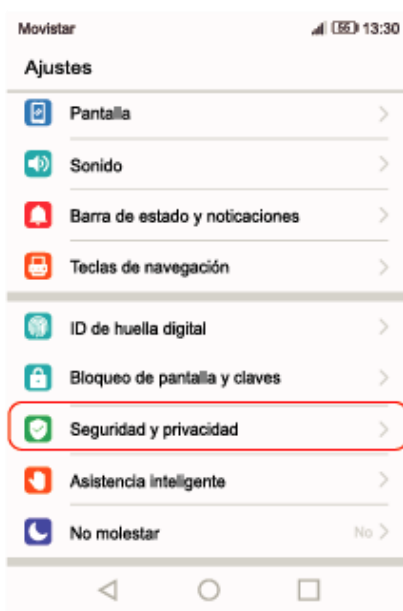 Movistar 55 13:30
Ajustes
Pantalla
Sonido
Barra de estado y noticaciones
Teclas de navegación
ID de huella digital
Bloqueo de pantalla y claves
Seguridad y privacidad
Asistencia inteligente
No molestar No